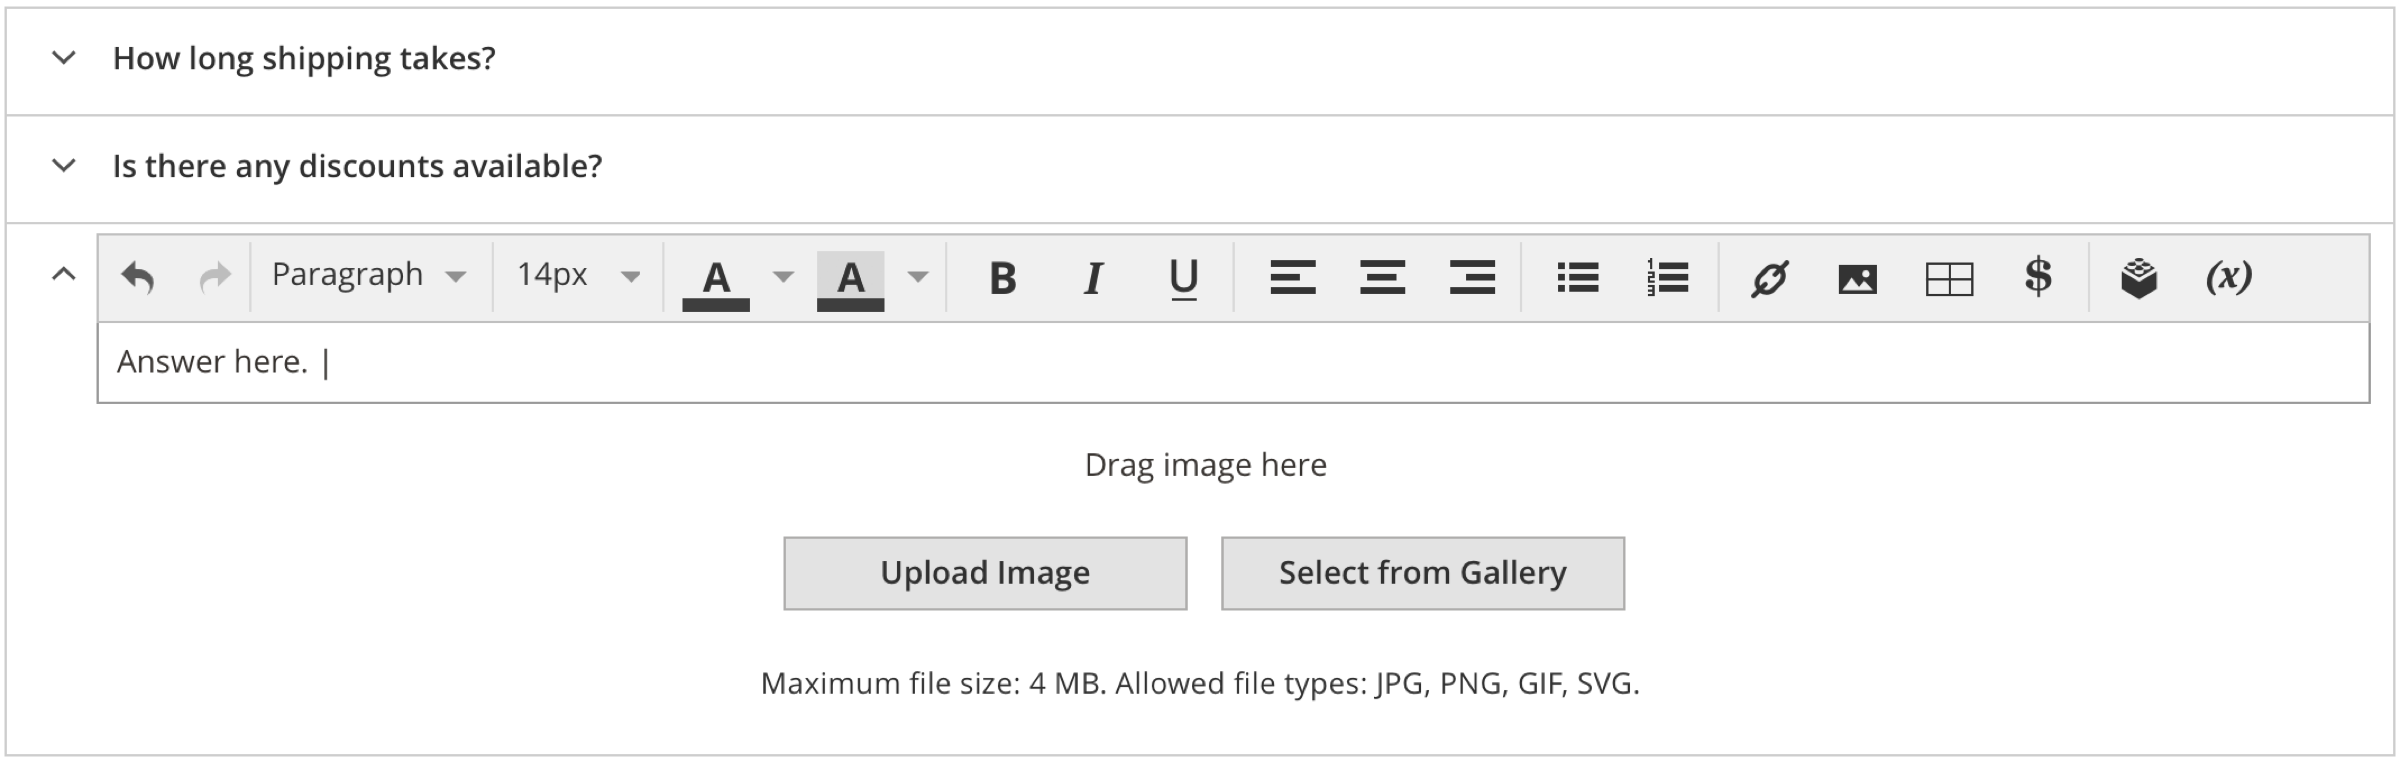 How long shipping takes?
Is there any discounts available?
Paragraph 14px A A B I U $ (x)
Answer here.
Drag image here
Upload Image Select from Gallery
Maximum file size: 4 MB. Allowed file types: JPG, PNG, GIF, SVG.